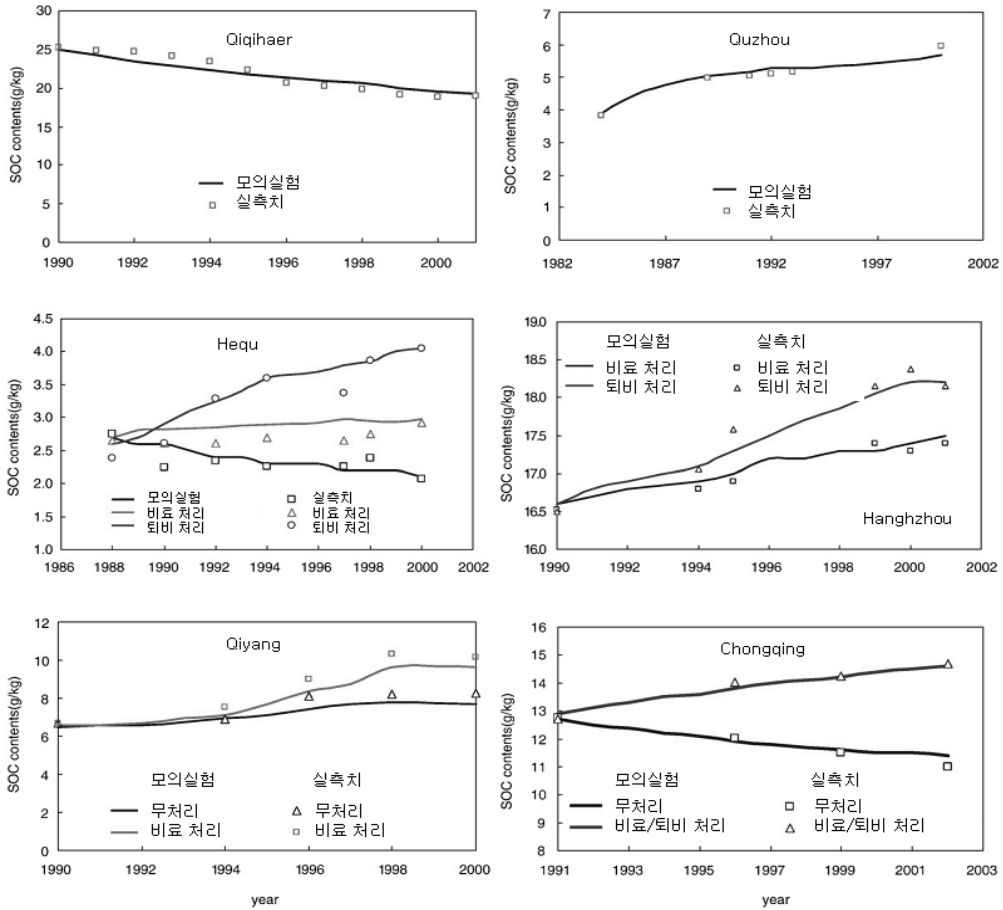 Qiqihaer
SOC contents(g/kg)
30
25
20
15
10
5
0
모의실험
실측치
1990 1992 1994 1996 1998 2000
Quzhou
SOC contents(g/kg)
7
6
5
4
3
2
1
0
모의실험
실측치
1982 1987 1992 1997 2002
Hequ
SOC contents(g/kg)
4.5
4.0
3.5
3.0
2.5
2.0
1.5
1.0
모의실험 실측치
비료 처리 비료 처리
퇴비 처리 퇴비 처리
1986 1988 1990 1992 1994 1996 1998 2000 2002
SOC contents(g/kg)
19.0
18.5
18.0
17.5
17.0
16.5
16.0
모의실험 실측치
비료 처리 비료 처리
퇴비 처리 퇴비 처리
Hanghzhou
1990 1992 1994 1996 1998 2000 2002
Qiyang
SOC contents(g/kg)
12
10
8
6
4
2
0
모의실험 실측치
무처리 무처리
비료 처리 비료 처리
1990 1992 1994 1996 1998 2000
year
Chongqing
SOC contents(g/kg)
16
15
14
13
12
11
10
9
8
모의실험 실측치
무처리 무처리
비료/퇴비 처리 비료/퇴비 처리
1991 1993 1995 1997 1999 2001 2003
year